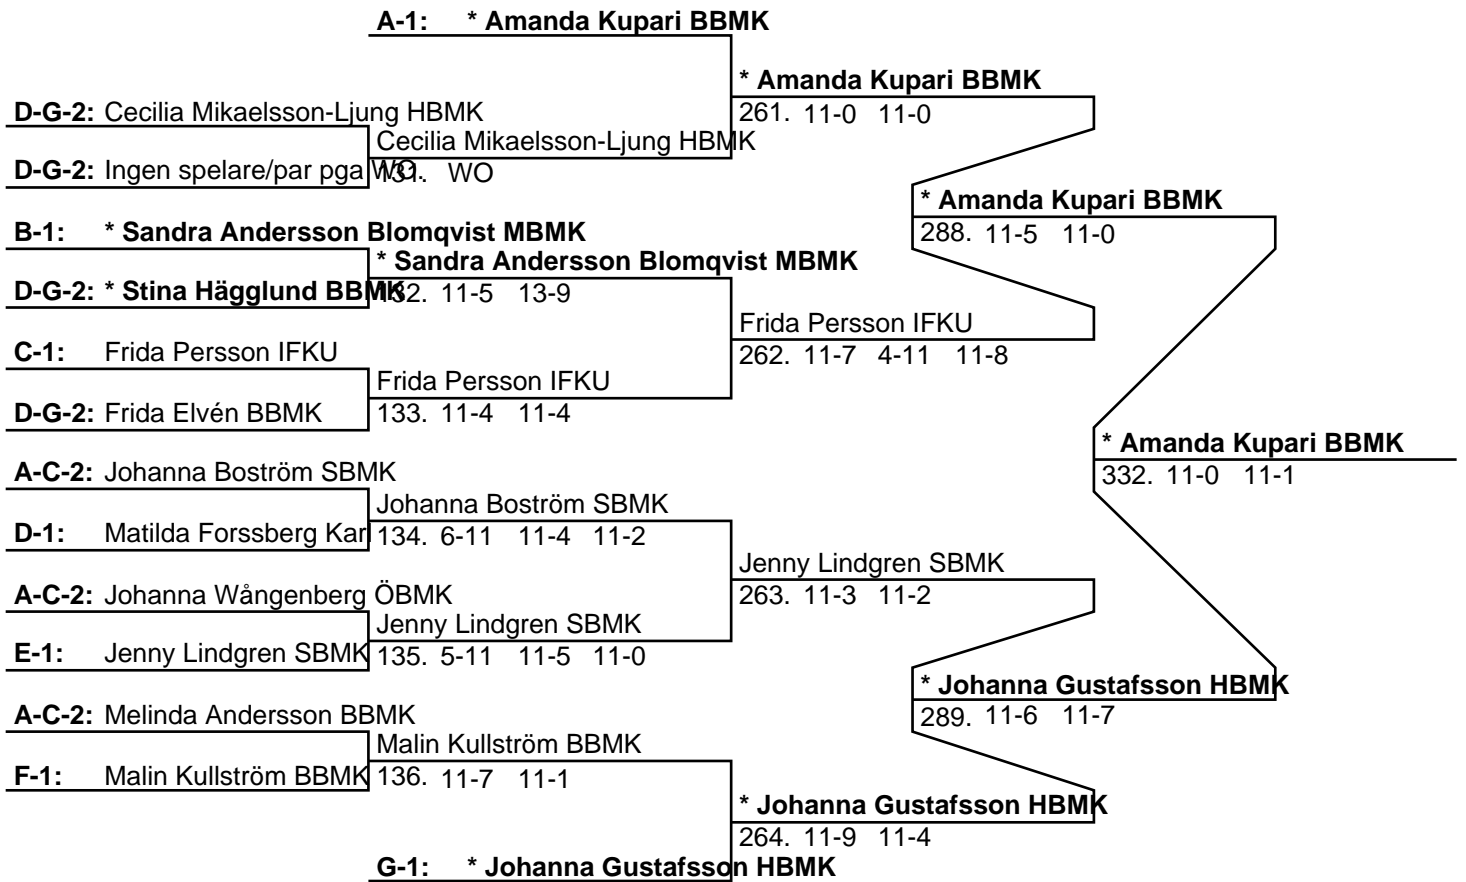 A-1: * Amanda Kupari BBMK
* Amanda Kupari BBMK
D-G-2: Cecilia Mikaelsson-Ljung HBMK
261. 11-0 11-0
Cecilia Mikaelsson-Ljung HBMK
D-G-2: Ingen spelare/par pga WO.
131. WO
* Amanda Kupari BBMK
B-1: * Sandra Andersson Blomqvist MBMK
288. 11-5 11-0
* Sandra Andersson Blomqvist MBMK
D-G-2: * Stina Hägglund BBMK
132. 11-5 13-9
Frida Persson IFKU
C-1: Frida Persson IFKU
262. 11-7 4-11 11-8
Frida Persson IFKU
D-G-2: Frida Elvén BBMK
133. 11-4 11-4
* Amanda Kupari BBMK
A-C-2: Johanna Boström SBMK
332. 11-0 11-1
Johanna Boström SBMK
D-1: Matilda Forssberg Karl
134. 6-11 11-4 11-2
Jenny Lindgren SBMK
A-C-2: Johanna Wångenberg ÖBMK
263. 11-3 11-2
Jenny Lindgren SBMK
E-1: Jenny Lindgren SBMK
135. 5-11 11-5 11-0
* Johanna Gustafsson HBMK
A-C-2: Melinda Andersson BBMK
289. 11-6 11-7
Malin Kullström BBMK
F-1: Malin Kullström BBMK
136. 11-7 11-1
* Johanna Gustafsson HBMK
264. 11-9 11-4
G-1: * Johanna Gustafsson HBMK